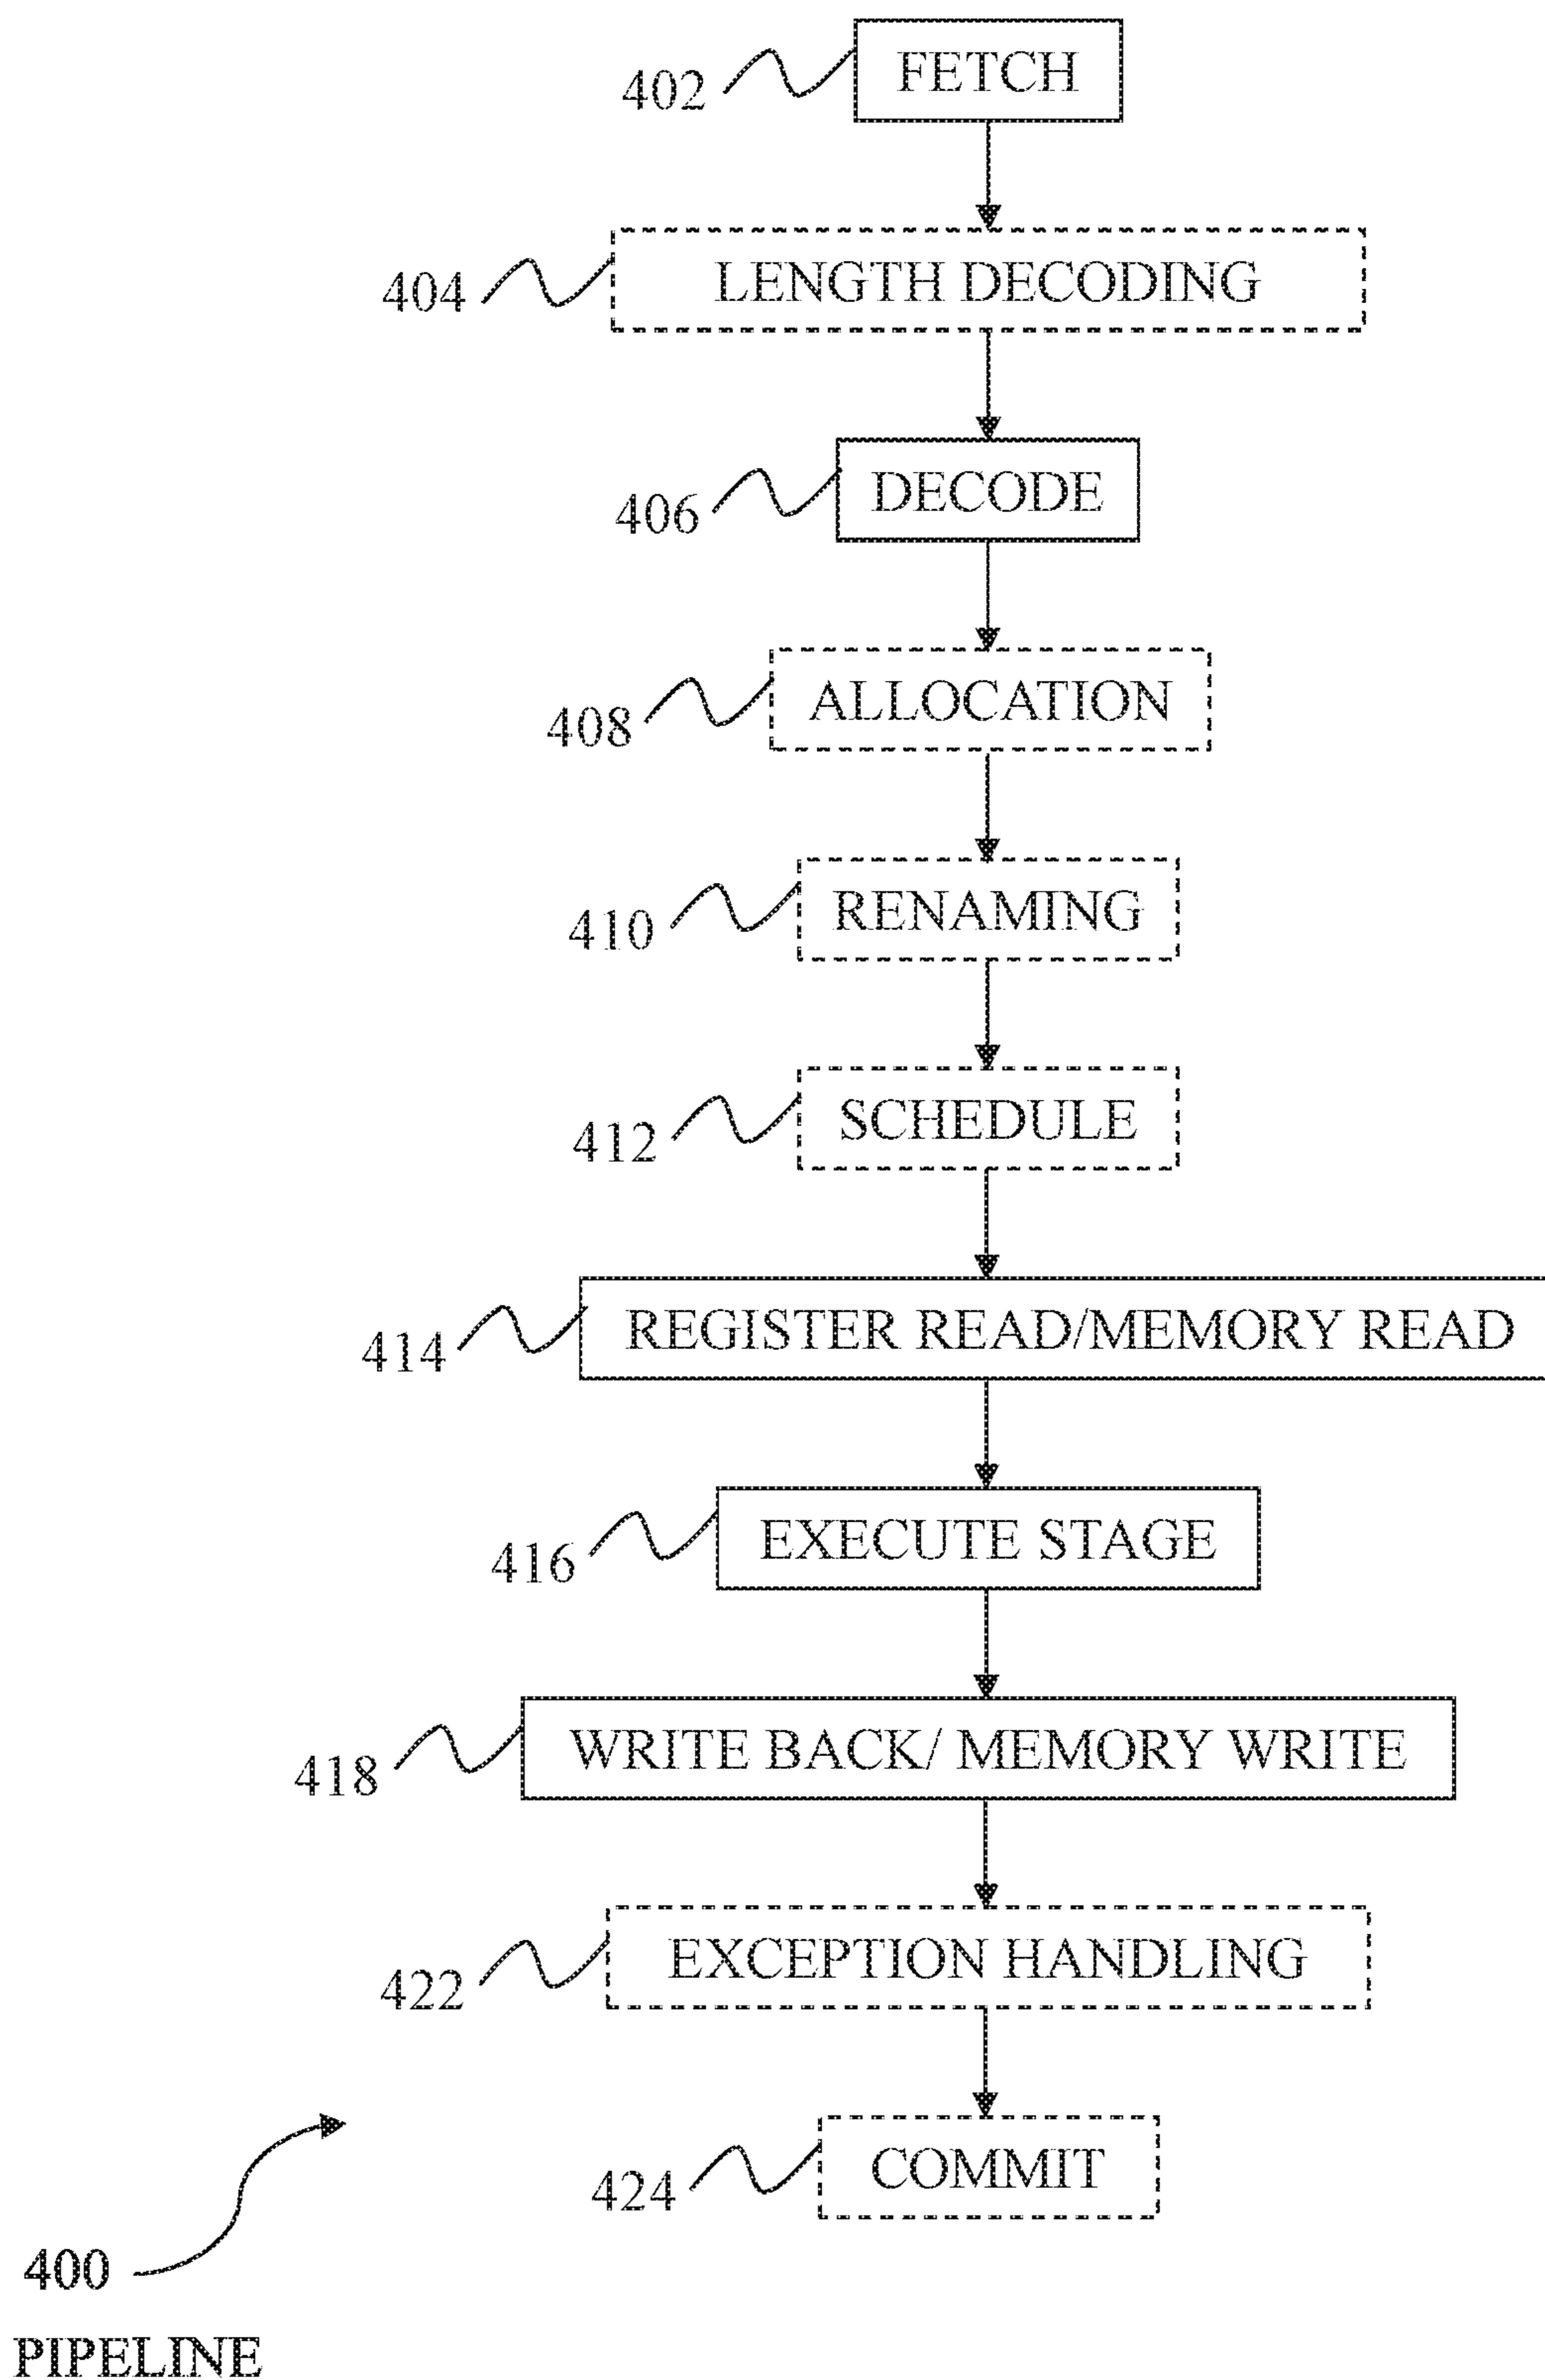 402 FETCH
404 LENGTH DECODING
406 DECODE
408 ALLOCATION
410 RENAMING
412 SCHEDULE
414 REGISTER READ/MEMORY READ
416 EXECUTE STAGE
418 WRITE BACK/ MEMORY WRITE
422 EXCEPTION HANDLING
424 COMMIT
400
PIPELINE